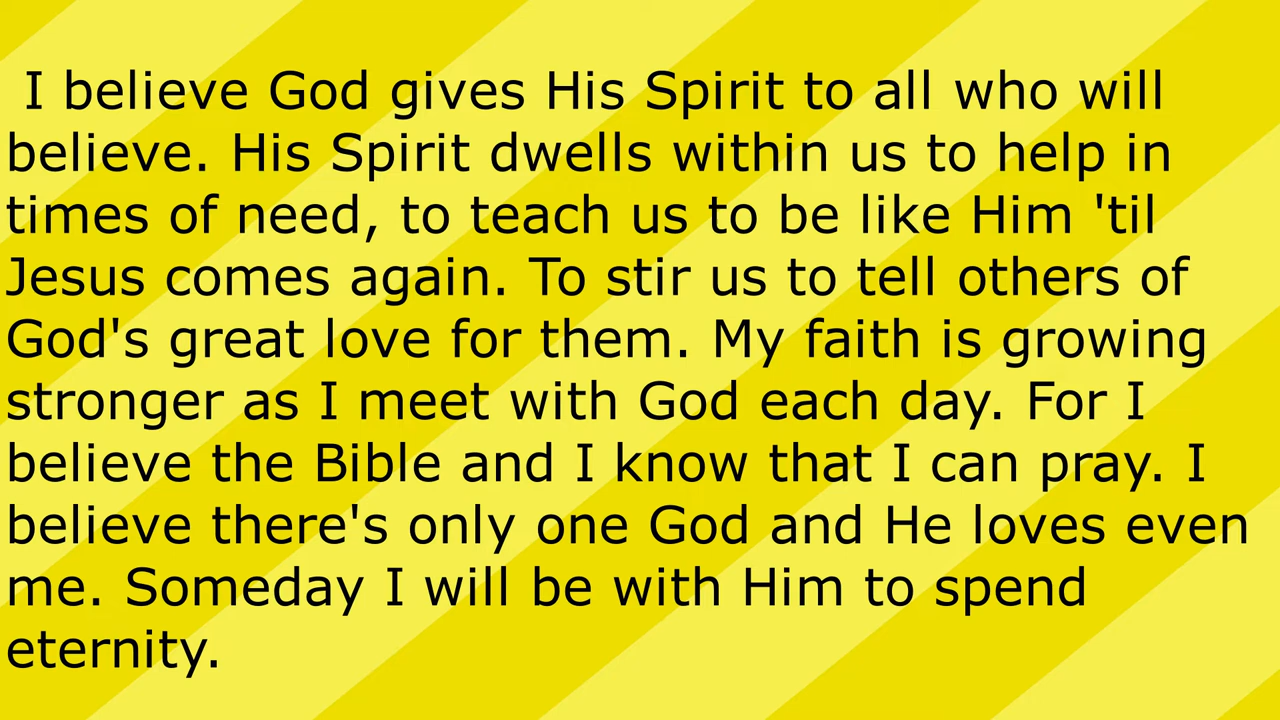 I believe God gives His Spirit to all who will
believe. His Spirit dwells within us to help in
times of need, to teach us to be like Him 'til
Jesus comes again. To stir us to tell others of
God's great love for them. My faith is growing
stronger as I meet with God each day. For I
believe the Bible and I know that I can pray. I
believe there's only one God and He loves even
me. Someday I will be with Him to spend
eternity.